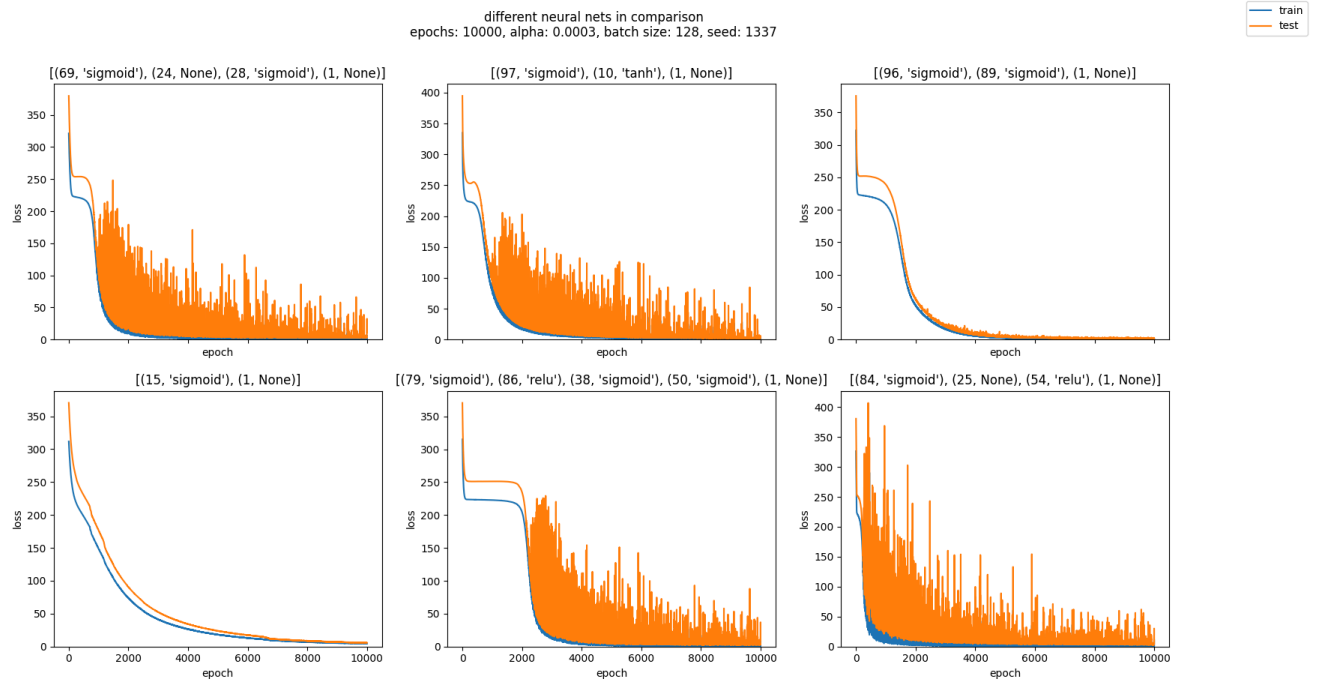 different neural nets in comparison
epochs: 10000, alpha: 0.0003, batch size: 128, seed: 1337
train
test
[(69, 'sigmoid'), (24, None), (28, 'sigmoid'), (1, None)]
350
300
250
200
150
100
50
0
loss
epoch
[(97, 'sigmoid'), (10, 'tanh'), (1, None)]
400
350
300
250
200
150
100
50
0
loss
epoch
[(96, 'sigmoid'), (89, 'sigmoid'), (1, None)]
350
300
250
200
150
100
50
0
loss
epoch
[(15, 'sigmoid'), (1, None)]
350
300
250
200
150
100
50
0
loss
0 2000 4000 6000 8000 10000
epoch
[(79, 'sigmoid'), (86, 'relu'), (38, 'sigmoid'), (50, 'sigmoid'), (1, None)]
350
300
250
200
150
100
50
0
loss
0 2000 4000 6000 8000 10000
epoch
[(84, 'sigmoid'), (25, None), (54, 'relu'), (1, None)]
400
350
300
250
200
150
100
50
0
loss
0 2000 4000 6000 8000 10000
epoch